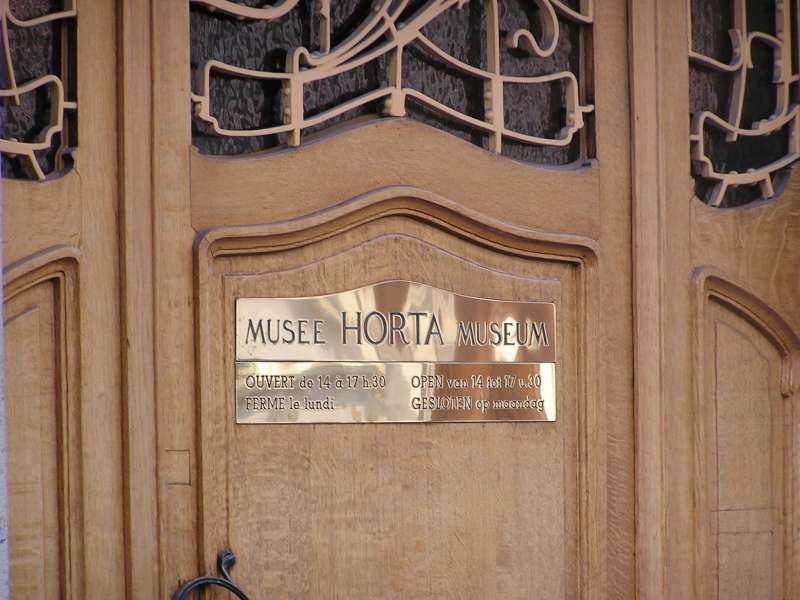 MUSEE HORTA MUSEUM
OUVERT de 14 à 17 h.30 OPEN van 14 tot 17 u.30
FERME le lundi GESLOTEN op maandag